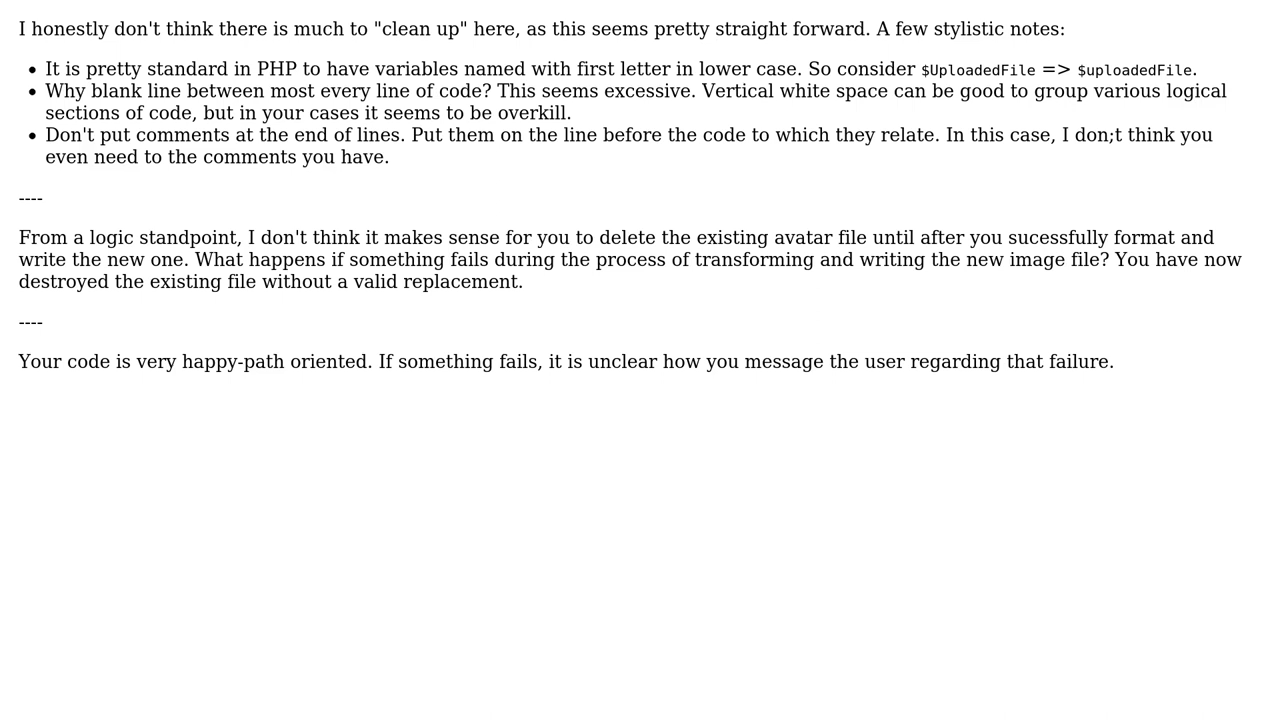 I honestly don't think there is much to "clean up" here, as this seems pretty straight forward. A few stylistic notes:
• It is pretty standard in PHP to have variables named with first letter in lower case. So consider $UploadedFile => $uploadedFile.
• Why blank line between most every line of code? This seems excessive. Vertical white space can be good to group various logical
sections of code, but in your cases it seems to be overkill.
• Don't put comments at the end of lines. Put them on the line before the code to which they relate. In this case, I don;t think you
even need to the comments you have.
----
From a logic standpoint, I don't think it makes sense for you to delete the existing avatar file until after you sucessfully format and
write the new one. What happens if something fails during the process of transforming and writing the new image file? You have now
destroyed the existing file without a valid replacement.
----
Your code is very happy-path oriented. If something fails, it is unclear how you message the user regarding that failure.